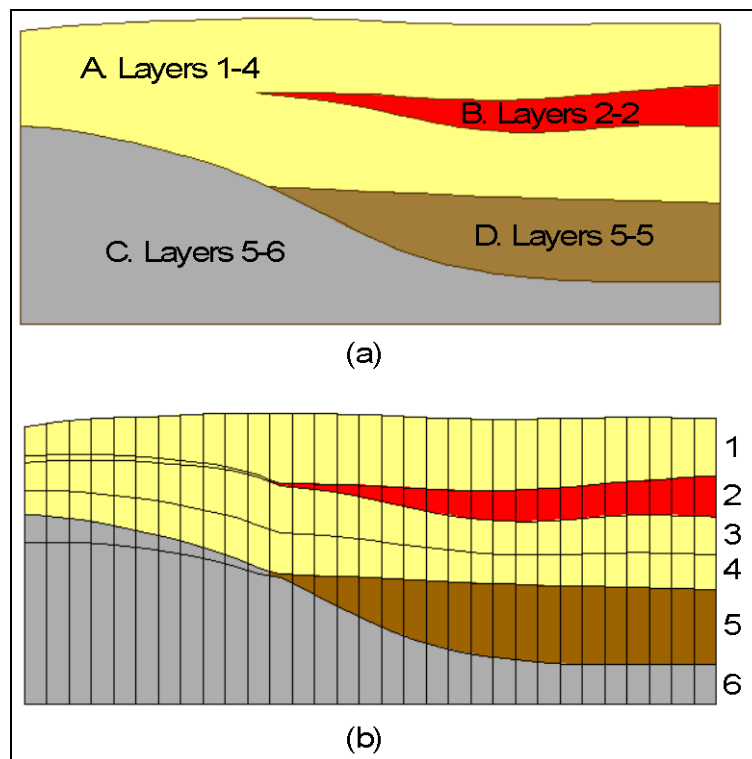 A. Layers 1-4
B. Layers 2-2
C. Layers 5-6
D. Layers 5-5
(a)
1
2
3
4
5
6
(b)